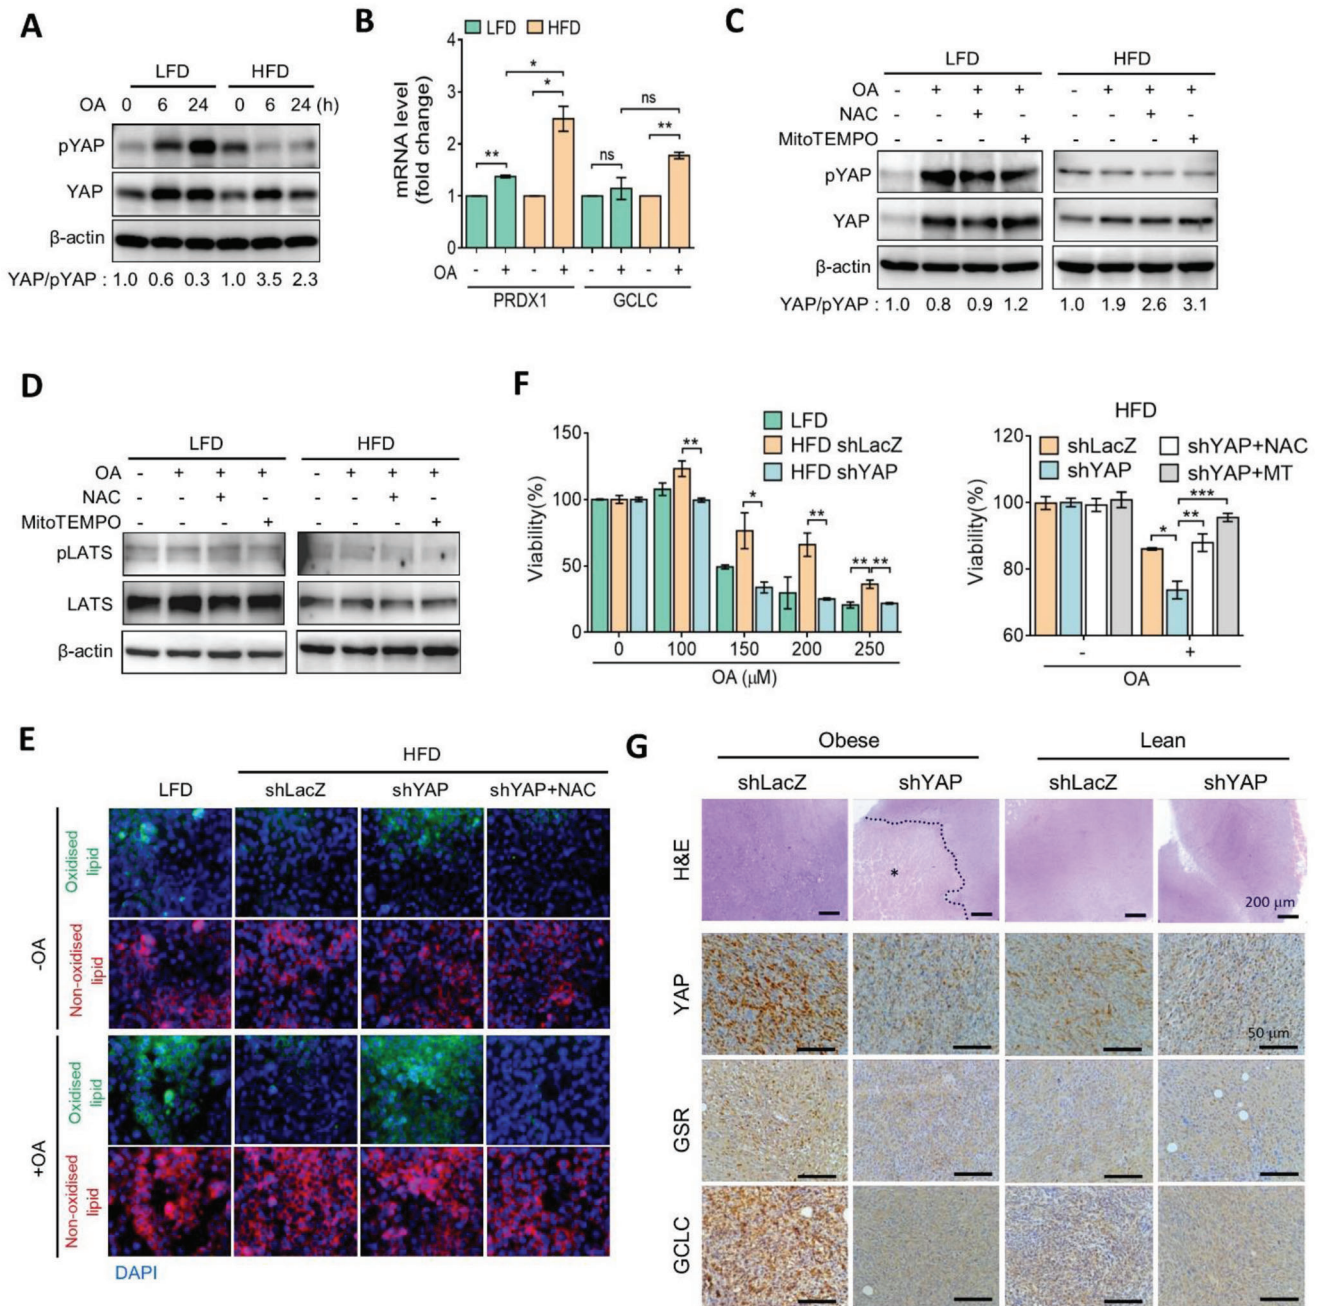 A
LFD HFD
OA 0 6 24 0 6 24 (h)
pYAP
YAP
β-actin
YAP/pYAP : 1.0 0.6 0.3 1.0 3.5 2.3
B
LFD HFD
mRNA level
(fold change)
4
3
2
1
0
** * * ns ns **
OA - + - + - + - +
PRDX1 GCLC
C
LFD HFD
OA - + + + - + + +
NAC - - + - - - + -
MitoTEMPO - - - + - - - +
pYAP
YAP
β-actin
YAP/pYAP : 1.0 0.8 0.9 1.2 1.0 1.9 2.6 3.1
D
LFD HFD
OA - + + + - + + +
NAC - - + - - - + -
MitoTEMPO - - - + - - - +
pLATS
LATS
β-actin
F
LFD
HFD shLacZ
HFD shYAP
Viability(%)
150
100
50
0
** * ** ** **
0 100 150 200 250
OA (μM)
HFD
shLacZ shYAP+NAC
shYAP shYAP+MT
Viability(%)
120
100
80
60
* ** ***
- +
OA
E
HFD
LFD shLacZ shYAP shYAP+NAC
-OA
Oxidised
lipid
Non-oxidised
lipid
+OA
Oxidised
lipid
Non-oxidised
lipid
DAPI
G
Obese Lean
shLacZ shYAP shLacZ shYAP
H&E
*
200 μm
YAP
50 μm
GSR
GCLC